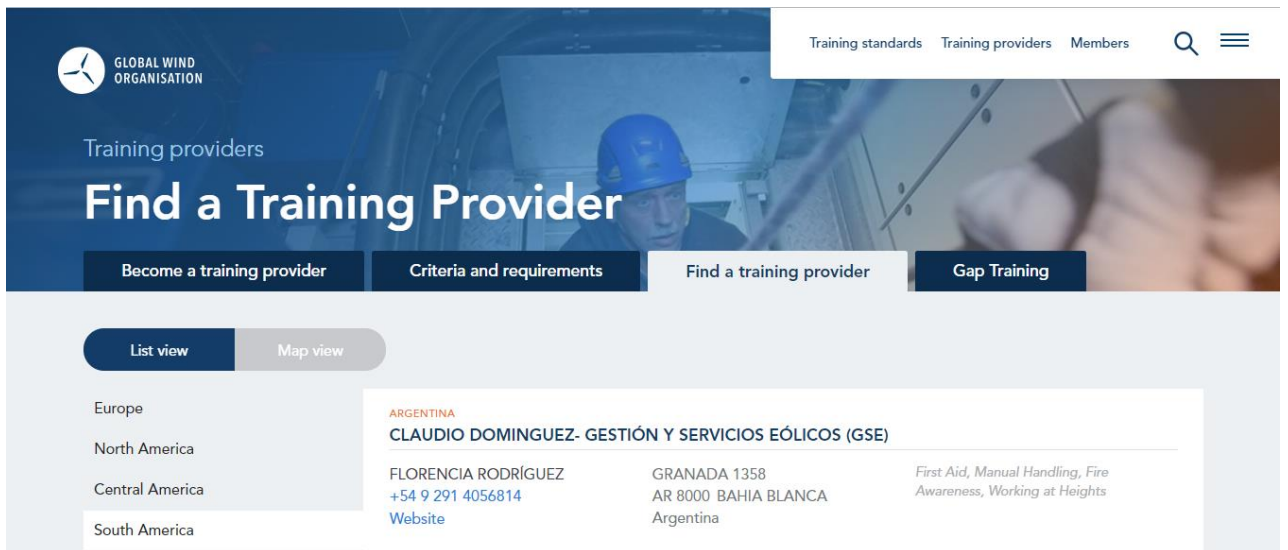 GLOBAL WIND
ORGANISATION
Training standards Training providers Members
Training providers
Find a Training Provider
Become a training provider Criteria and requirements Find a training provider Gap Training
List view Map view
Europe
North America
Central America
South America
ARGENTINA
CLAUDIO DOMINGUEZ- GESTIÓN Y SERVICIOS EÓLICOS (GSE)
FLORENCIA RODRÍGUEZ
+54 9 291 4056814
Website
GRANADA 1358
AR 8000 BAHIA BLANCA
Argentina
First Aid, Manual Handling, Fire
Awareness, Working at Heights